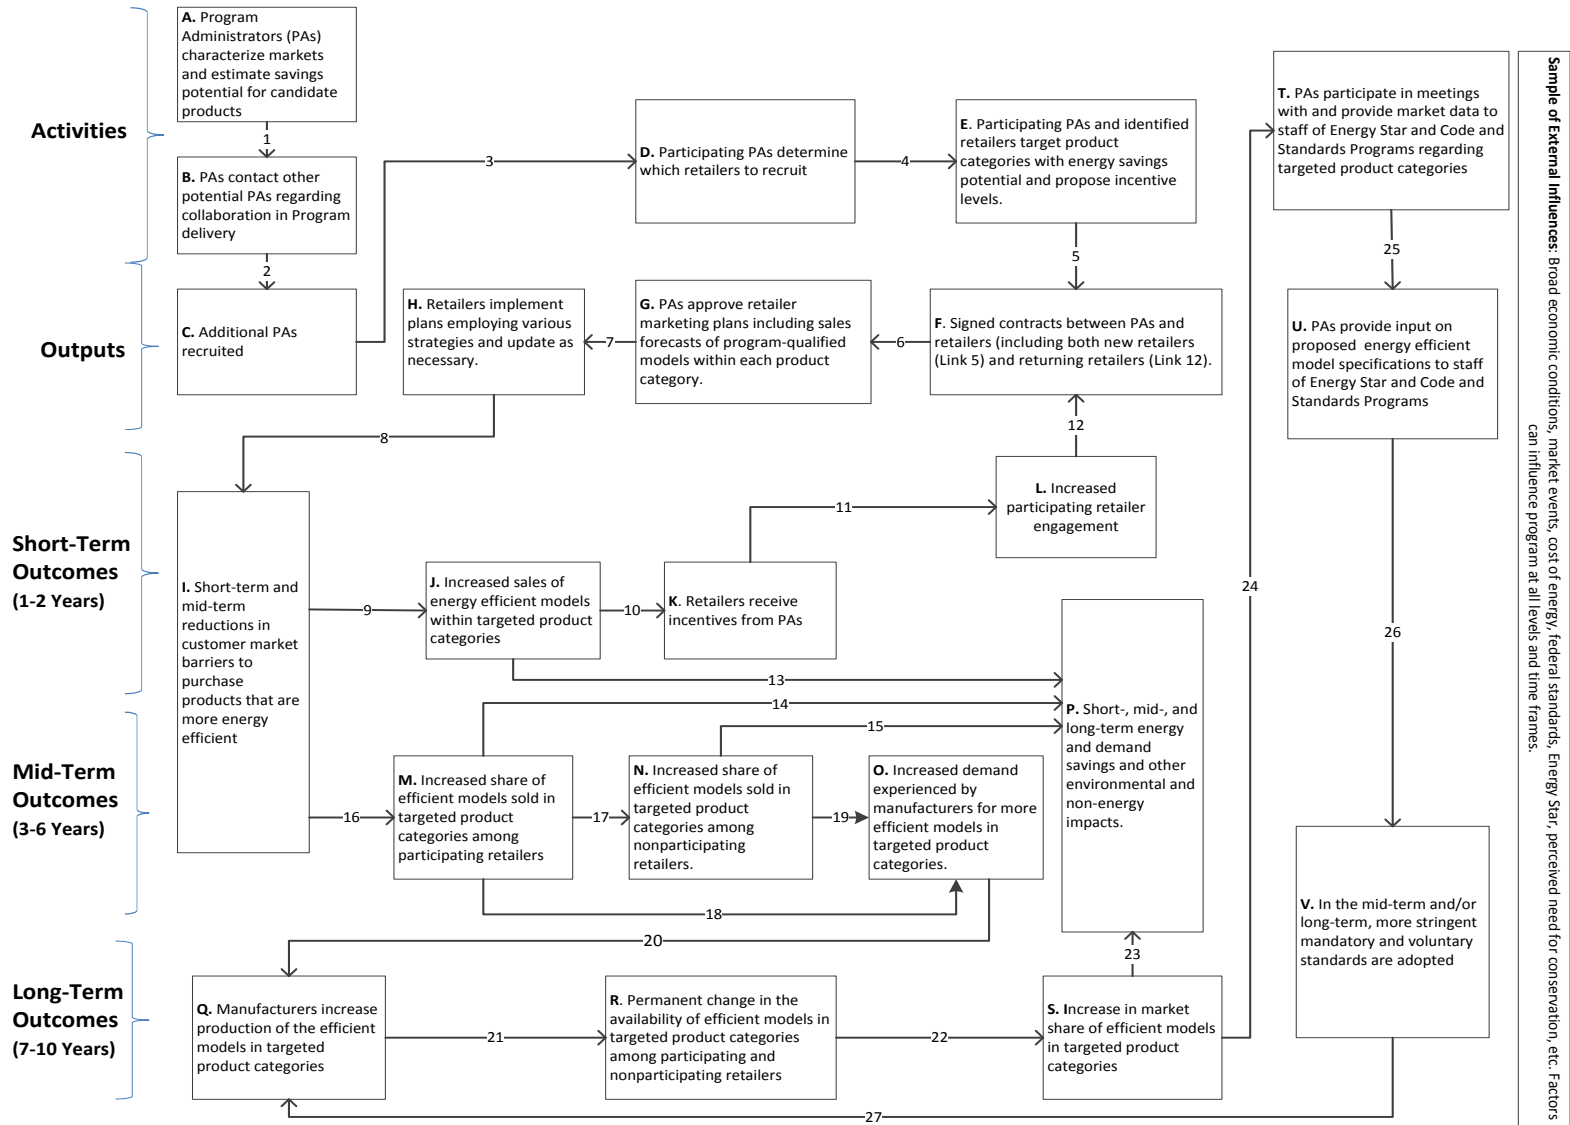 Activities
Outputs
Short-Term
Outcomes
(1-2 Years)
Mid-Term
Outcomes
(3-6 Years)
Long-Term
Outcomes
(7-10 Years)
A. Program
Administrators (PAs)
characterize markets
and estimate savings
potential for candidate
products
1
B. PAs contact other
potential PAs regarding
collaboration in Program
delivery
2
C. Additional PAs
recruited
3
D. Participating PAs determine
which retailers to recruit
4
E. Participating PAs and identified
retailers target product
categories with energy savings
potential and propose incentive
levels.
5
F. Signed contracts between PAs and
retailers (including both new retailers
(Link 5) and returning retailers (Link 12).
6
G. PAs approve retailer
marketing plans including sales
forecasts of program-qualified
models within each product
category.
7
H. Retailers implement
plans employing various
strategies and update as
necessary.
8
I. Short-term and
mid-term
reductions in
customer market
barriers to
purchase
products that are
more energy
efficient
9
J. Increased sales of
energy efficient models
within targeted product
categories
10
K. Retailers receive
incentives from PAs
11
L. Increased
participating retailer
engagement
12
13
14
15
16
M. Increased share of
efficient models sold in
targeted product
categories among
participating retailers
17
N. Increased share of
efficient models sold in
targeted product
categories among
nonparticipating
retailers.
18
19
O. Increased demand
experienced by
manufacturers for more
efficient models in
targeted product
categories.
P. Short-, mid-, and
long-term energy
and demand
savings and other
environmental and
non-energy
impacts.
20
Q. Manufacturers increase
production of the efficient
models in targeted
product categories
21
R. Permanent change in the
availability of efficient models in
targeted product categories
among participating and
nonparticipating retailers
22
S. Increase in market
share of efficient models
in targeted product
categories
23
24
T. PAs participate in meetings
with and provide market data to
staff of Energy Star and Code and
Standards Programs regarding
targeted product categories
25
U. PAs provide input on
proposed energy efficient
model specifications to staff
of Energy Star and Code and
Standards Programs
26
V. In the mid-term and/or
long-term, more stringent
mandatory and voluntary
standards are adopted
27
Sample of External Influences: Broad economic conditions, market events, cost of energy, federal standards, Energy Star, perceived need for conservation, etc. Factors
can influence program at all levels and time frames.